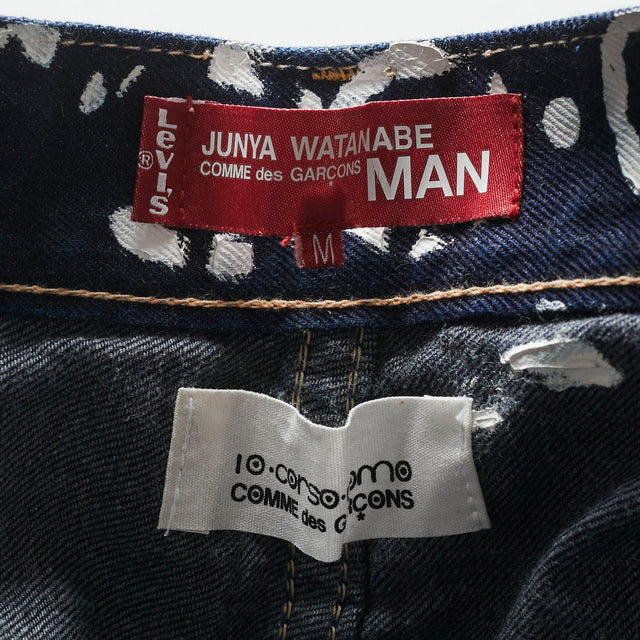 Levi's
®
JUNYA WATANABE
COMME des GARÇONS
MAN
M
10·corso·como
COMME des GARÇONS